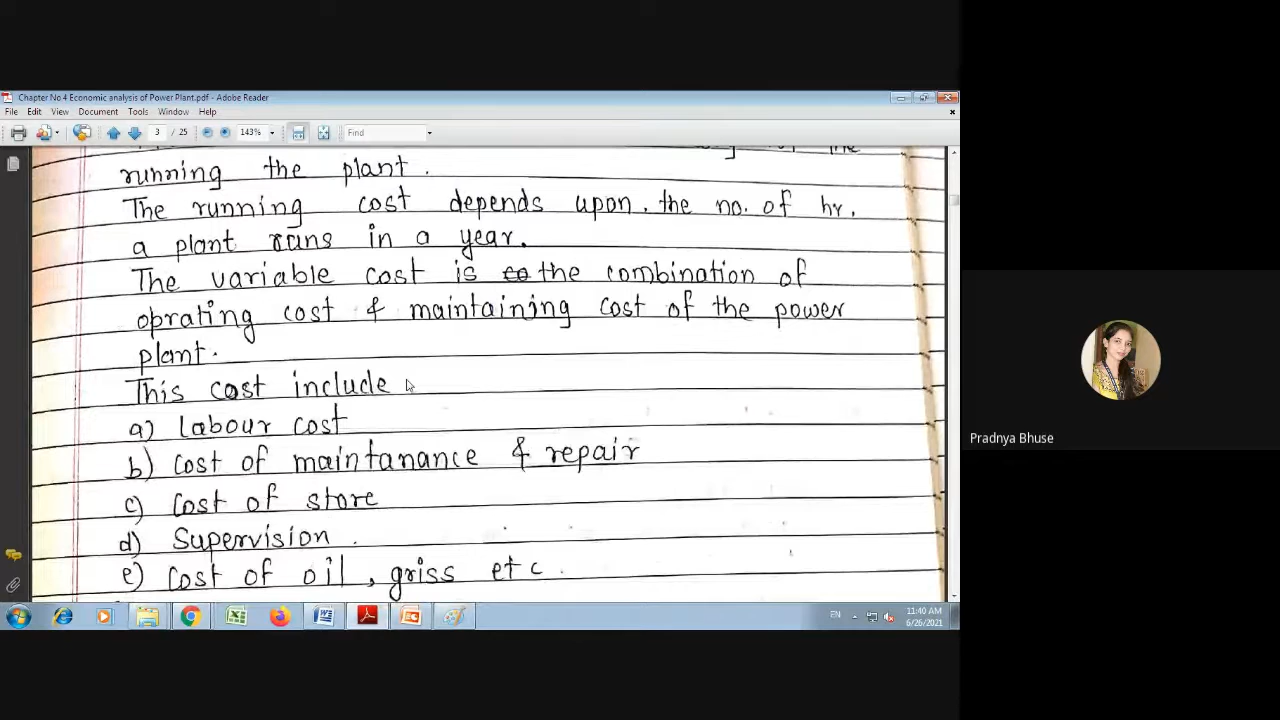 Chapter No.4 Economic analysis of Power Plant.pdf - Adobe Reader
File Edit View Document Tools Window Help
3 / 25 143% Find
the
running the plant.
The running cost depends upon. the no. of hr.
a plant runs in a year.
The variable cost is the combination of
oprating cost & maintaining cost of the power
plant.
This cost include
a) Labour cost
b) cost of maintanance & repair
c) cost of store
d) Supervision.
e) cost of oil, griss etc.
Pradnya Bhuse
EN 11:40 AM
6/26/2021